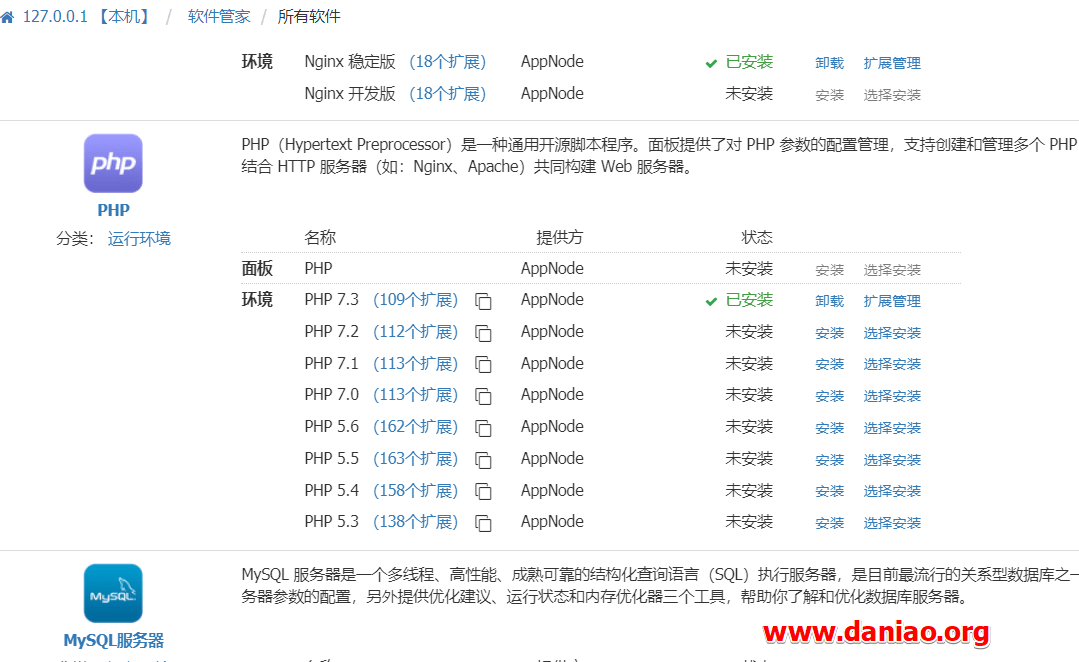 127.0.0.1 【本机】 / 软件管家 / 所有软件
环境 Nginx 稳定版 (18个扩展) AppNode 已安装 卸载 扩展管理
Nginx 开发版 (18个扩展) AppNode 未安装 安装 选择安装
php
PHP
分类： 运行环境
PHP（Hypertext Preprocessor）是一种通用开源脚本程序。面板提供了对 PHP 参数的配置管理，支持创建和管理多个 PHP
结合 HTTP 服务器（如：Nginx、Apache）共同构建 Web 服务器。
名称 提供方 状态
面板 PHP AppNode 未安装 安装 选择安装
环境 PHP 7.3 (109个扩展) AppNode 已安装 卸载 扩展管理
PHP 7.2 (112个扩展) AppNode 未安装 安装 选择安装
PHP 7.1 (113个扩展) AppNode 未安装 安装 选择安装
PHP 7.0 (113个扩展) AppNode 未安装 安装 选择安装
PHP 5.6 (162个扩展) AppNode 未安装 安装 选择安装
PHP 5.5 (163个扩展) AppNode 未安装 安装 选择安装
PHP 5.4 (158个扩展) AppNode 未安装 安装 选择安装
PHP 5.3 (138个扩展) AppNode 未安装 安装 选择安装
MySQL
MySQL服务器
MySQL 服务器是一个多线程、高性能、成熟可靠的结构化查询语言（SQL）执行服务器，是目前最流行的关系型数据库之一
务器参数的配置，另外提供优化建议、运行状态和内存优化器三个工具，帮助你了解和优化数据库服务器。
www.daniao.org